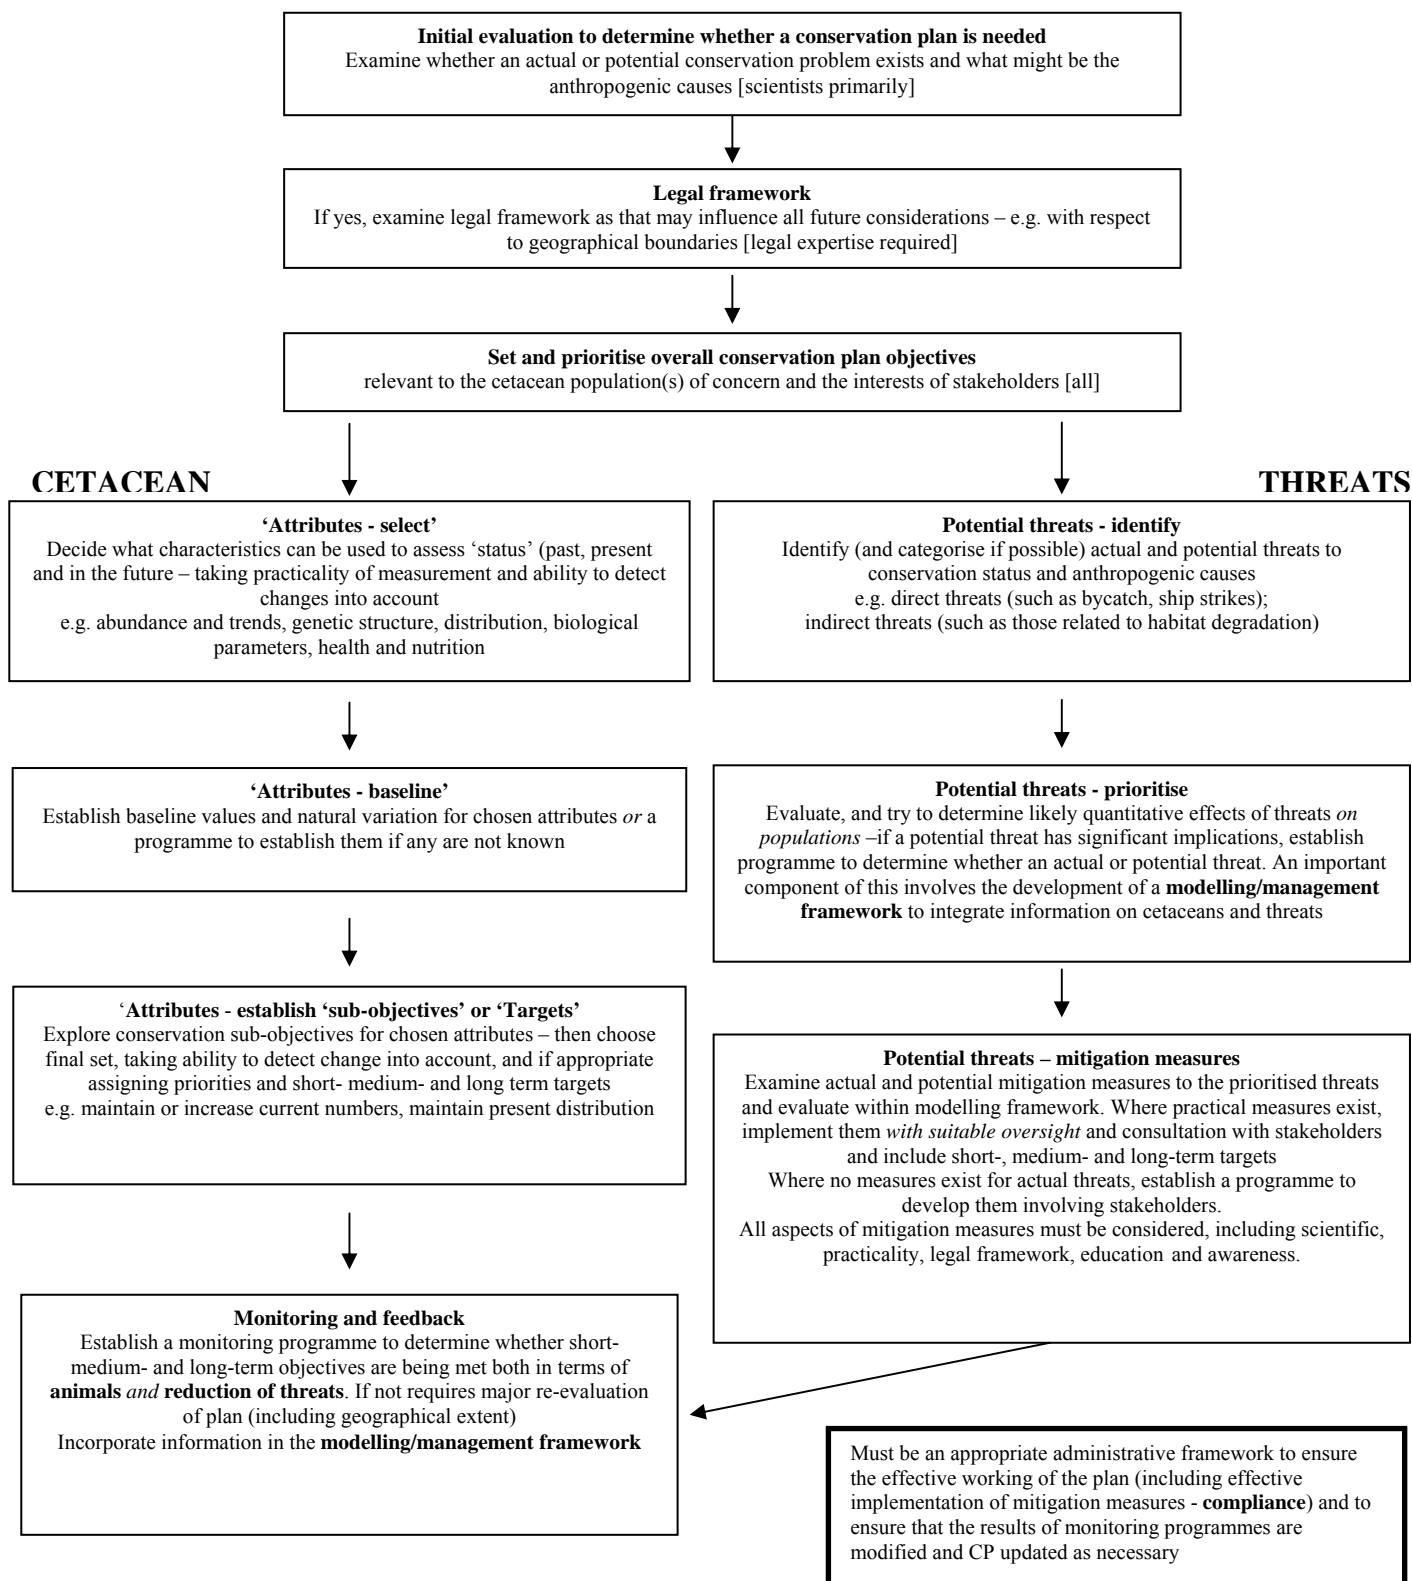 Initial evaluation to determine whether a conservation plan is needed
Examine whether an actual or potential conservation problem exists and what might be the
anthropogenic causes [scientists primarily]
Legal framework
If yes, examine legal framework as that may influence all future considerations – e.g. with respect
to geographical boundaries [legal expertise required]
Set and prioritise overall conservation plan objectives
relevant to the cetacean population(s) of concern and the interests of stakeholders [all]
CETACEAN
‘Attributes - select’
Decide what characteristics can be used to assess ‘status’ (past, present
and in the future – taking practicality of measurement and ability to detect
changes into account
e.g. abundance and trends, genetic structure, distribution, biological
parameters, health and nutrition
‘Attributes - baseline’
Establish baseline values and natural variation for chosen attributes or a
programme to establish them if any are not known
‘Attributes - establish ‘sub-objectives’ or ‘Targets’
Explore conservation sub-objectives for chosen attributes – then choose
final set, taking ability to detect change into account, and if appropriate
assigning priorities and short- medium- and long term targets
e.g. maintain or increase current numbers, maintain present distribution
Monitoring and feedback
Establish a monitoring programme to determine whether short-
medium- and long-term objectives are being met both in terms of
animals and reduction of threats. If not requires major re-evaluation
of plan (including geographical extent)
Incorporate information in the modelling/management framework
THREATS
Potential threats - identify
Identify (and categorise if possible) actual and potential threats to
conservation status and anthropogenic causes
e.g. direct threats (such as bycatch, ship strikes);
indirect threats (such as those related to habitat degradation)
Potential threats - prioritise
Evaluate, and try to determine likely quantitative effects of threats on
populations –if a potential threat has significant implications, establish
programme to determine whether an actual or potential threat. An important
component of this involves the development of a modelling/management
framework to integrate information on cetaceans and threats
Potential threats – mitigation measures
Examine actual and potential mitigation measures to the prioritised threats
and evaluate within modelling framework. Where practical measures exist,
implement them with suitable oversight and consultation with stakeholders
and include short-, medium- and long-term targets
Where no measures exist for actual threats, establish a programme to
develop them involving stakeholders.
All aspects of mitigation measures must be considered, including scientific,
practicality, legal framework, education and awareness.
Must be an appropriate administrative framework to ensure
the effective working of the plan (including effective
implementation of mitigation measures - compliance) and to
ensure that the results of monitoring programmes are
modified and CP updated as necessary